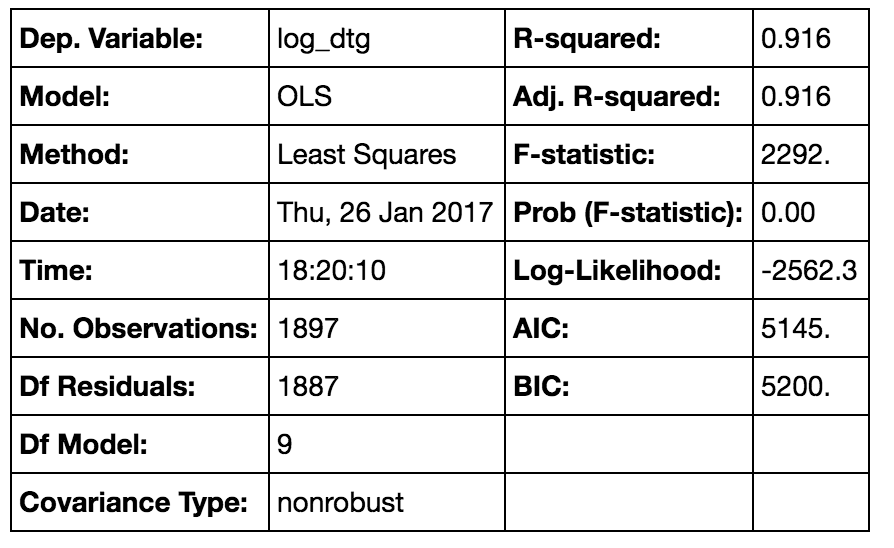 Dep. Variable: log_dtg R-squared: 0.916
Model: OLS Adj. R-squared: 0.916
Method: Least Squares F-statistic: 2292.
Date: Thu, 26 Jan 2017 Prob (F-statistic): 0.00
Time: 18:20:10 Log-Likelihood: -2562.3
No. Observations: 1897 AIC: 5145.
Df Residuals: 1887 BIC: 5200.
Df Model: 9
Covariance Type: nonrobust